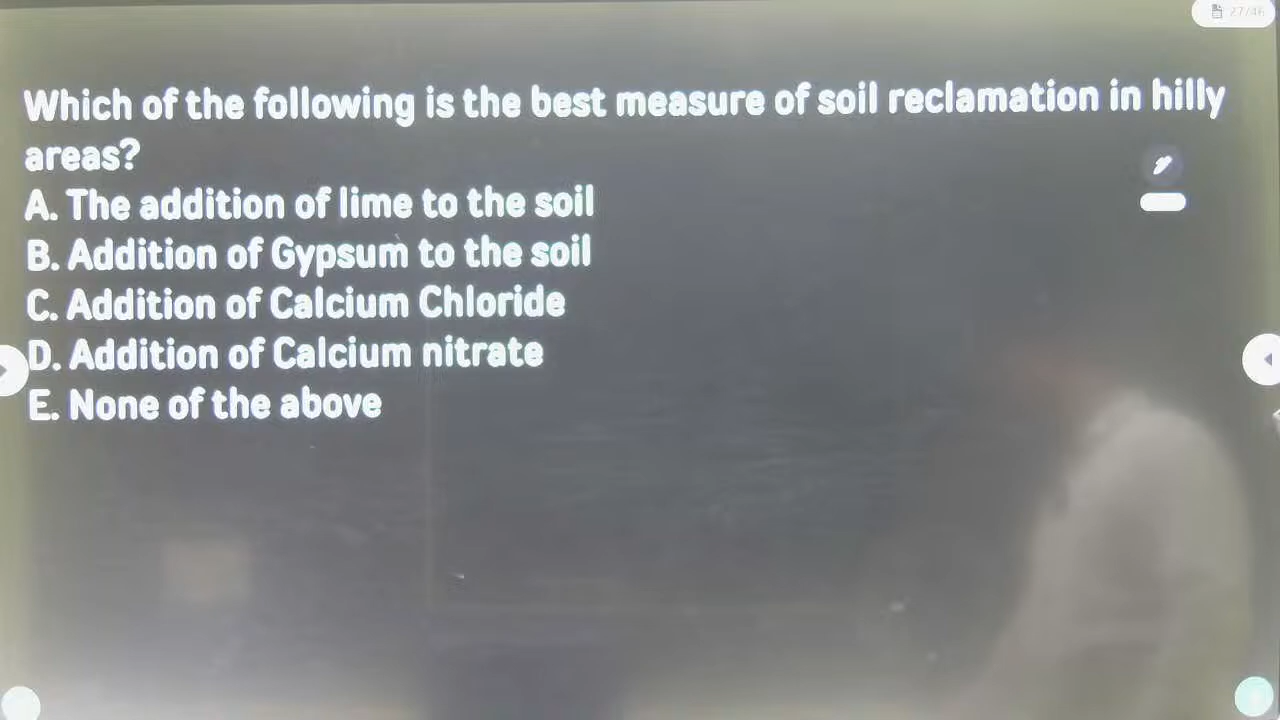 27/46
Which of the following is the best measure of soil reclamation in hilly
areas?
A. The addition of lime to the soil
B. Addition of Gypsum to the soil
C. Addition of Calcium Chloride
D. Addition of Calcium nitrate
E. None of the above